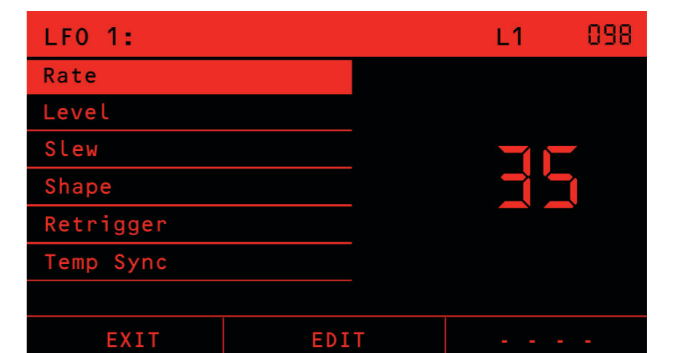 LFO 1: L1 098
Rate
Level
Slew
35
Shape
Retrigger
Temp Sync
EXIT EDIT - - - -